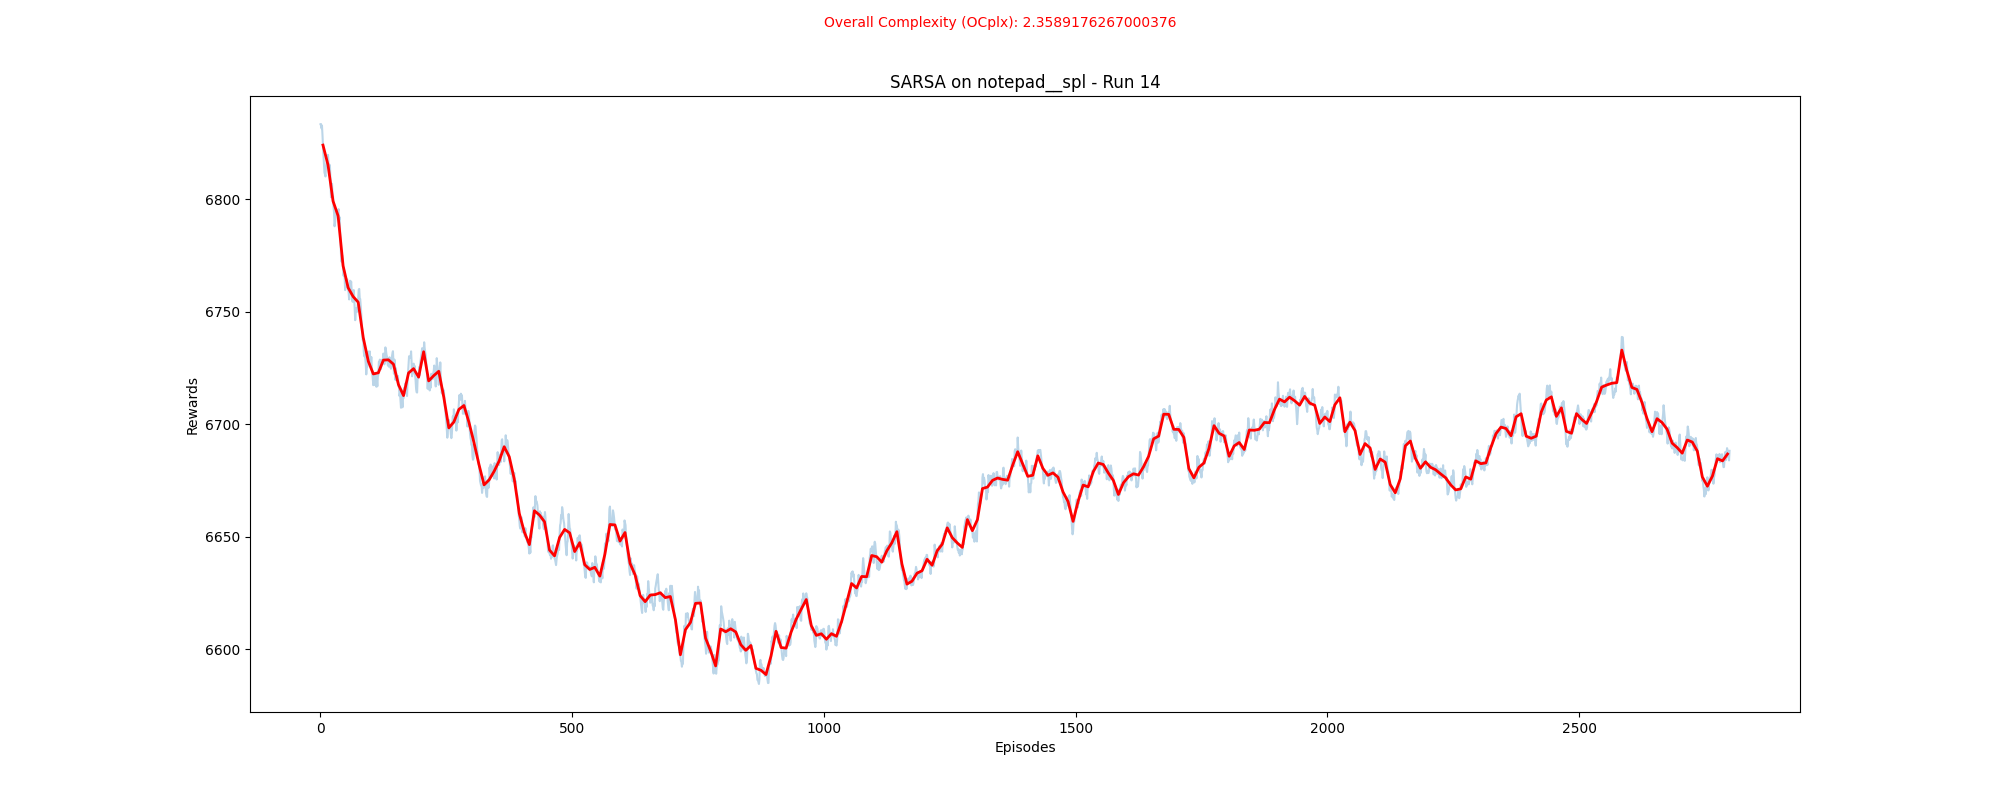 Overall Complexity (OCplx): 2.3589176267000376
SARSA on notepad__spl - Run 14
6800
6750
6700
6650
6600
Rewards
0 500 1000 1500 2000 2500
Episodes